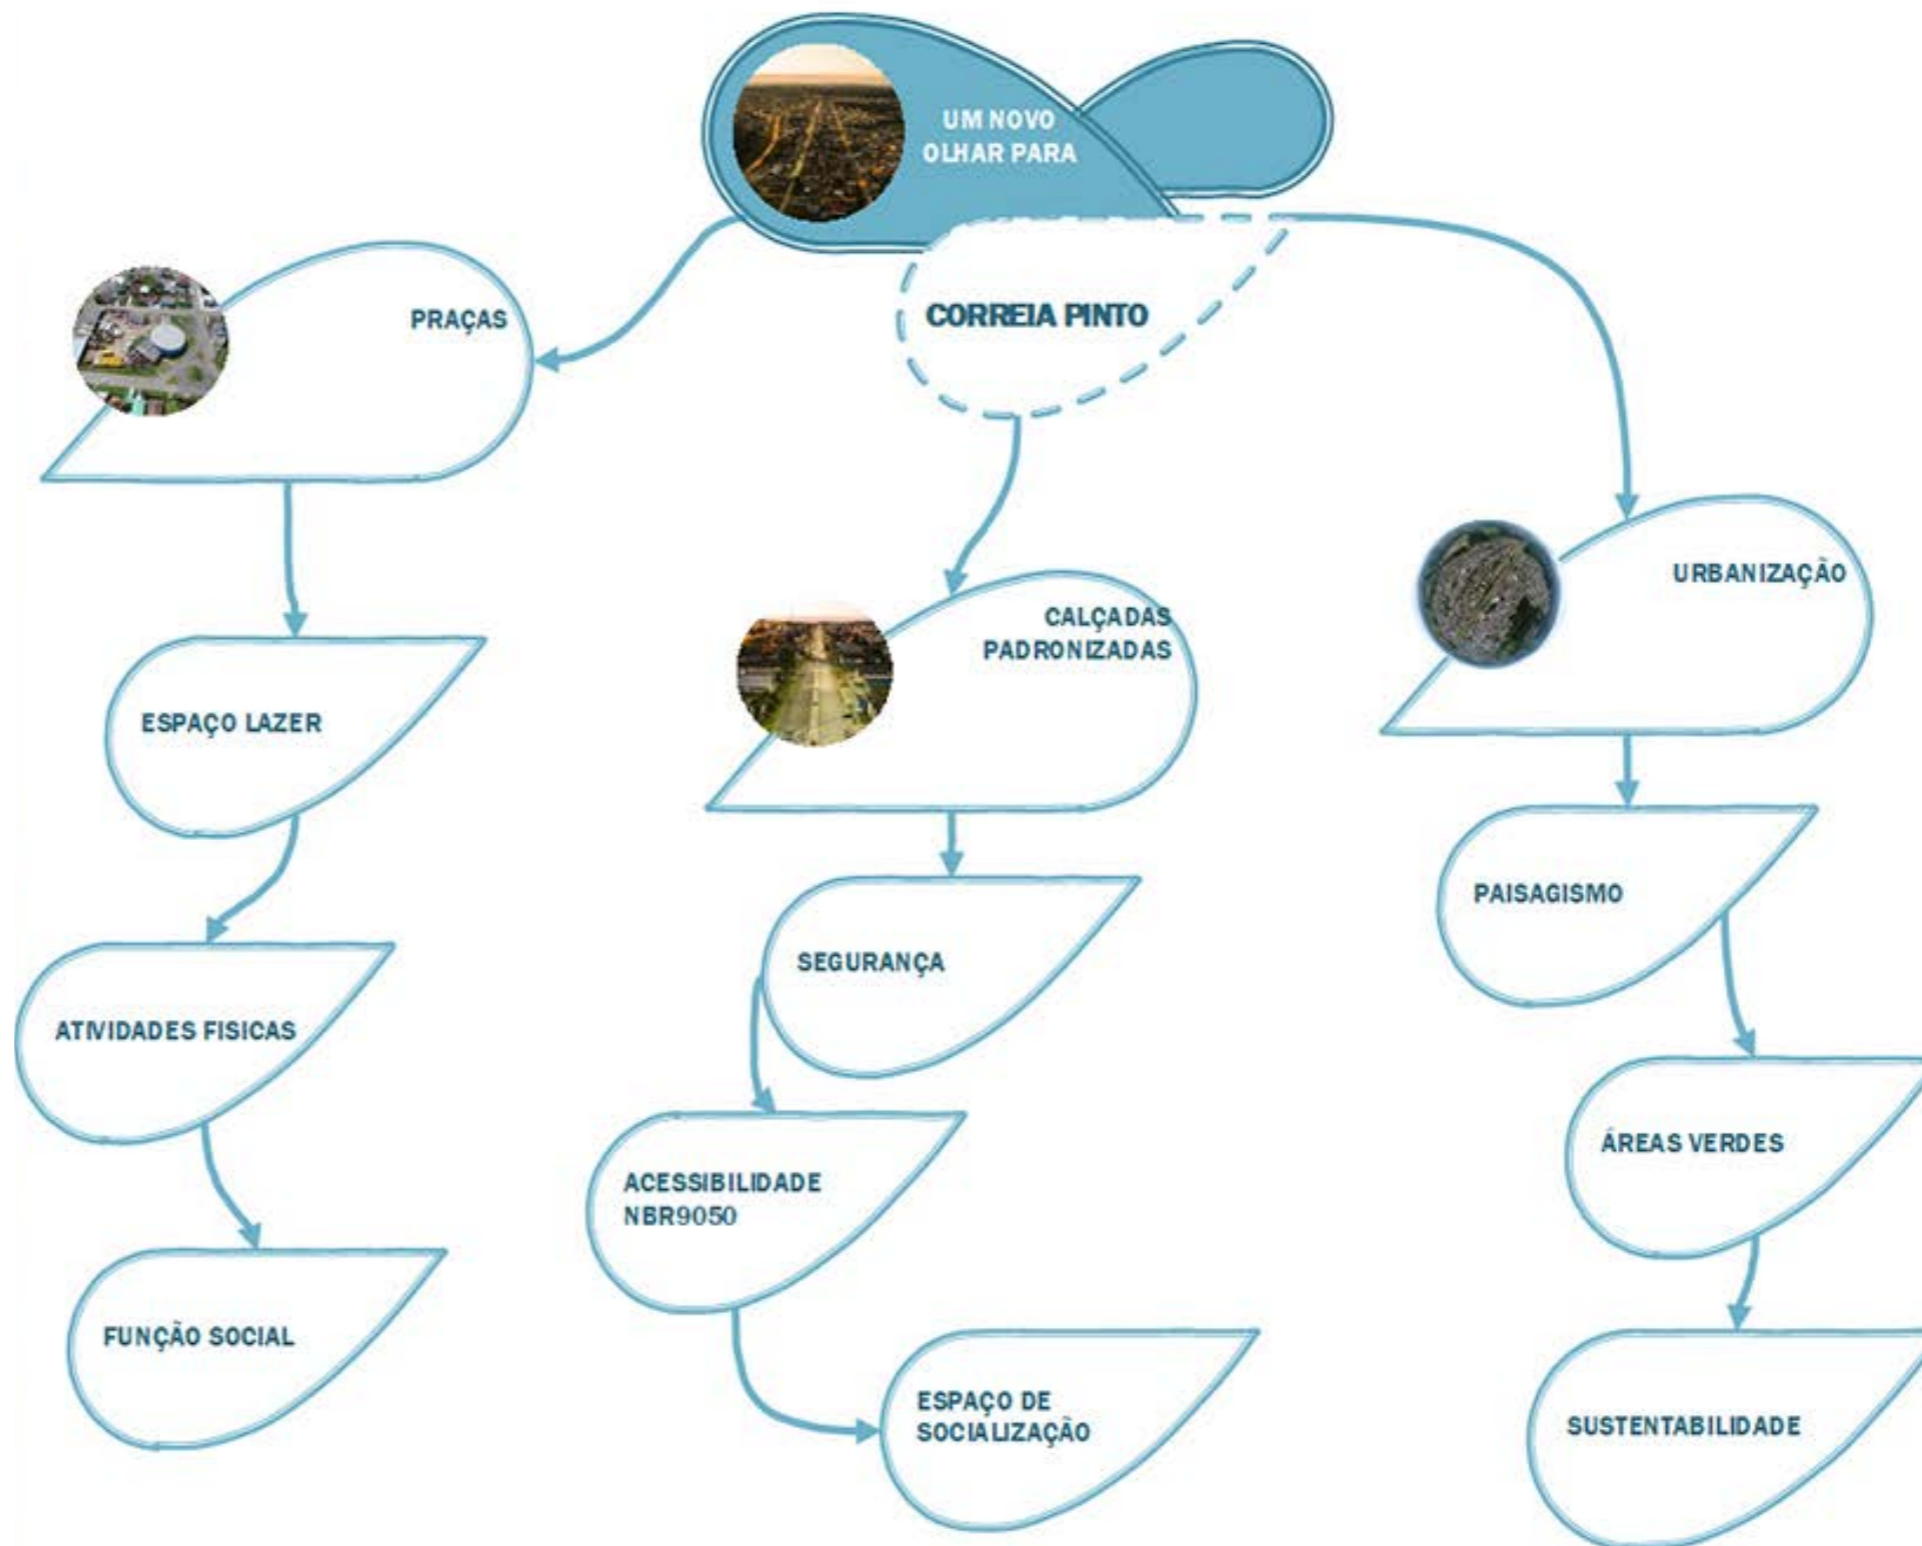 UM NOVO
OLHAR PARA
CORREIA PINTO
PRAÇAS
ESPAÇO LAZER
ATIVIDADES FISICAS
FUNÇÃO SOCIAL
CALÇADAS
PADRONIZADAS
SEGURANÇA
ACESSIBILIDADE
NBR9050
ESPAÇO DE
SOCIALIZAÇÃO
URBANIZAÇÃO
PAISAGISMO
ÁREAS VERDES
SUSTENTABILIDADE